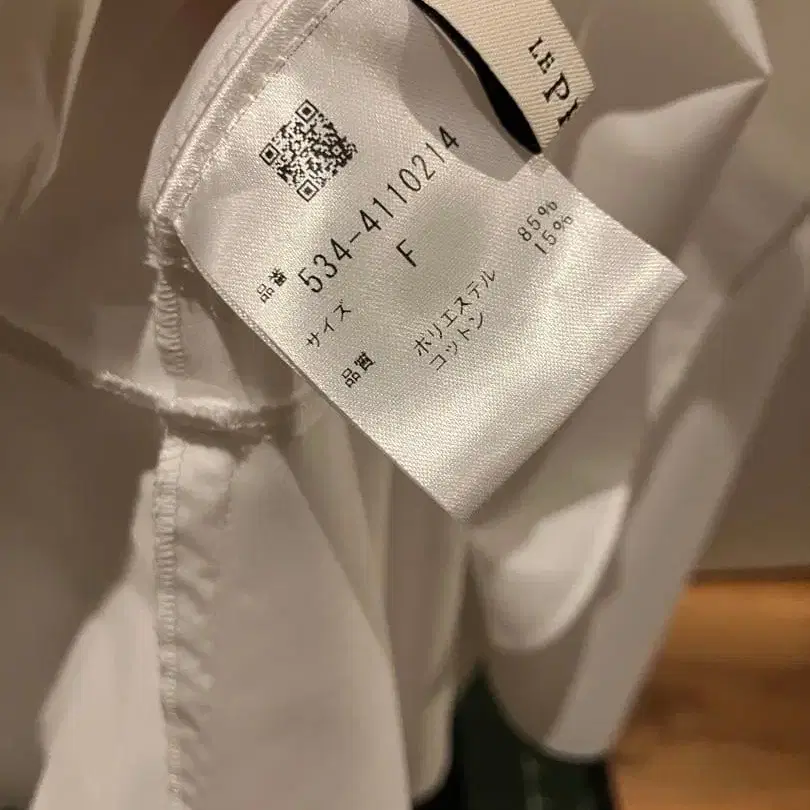 LE
品番 534-4110214
サイズ F
品質 ポリエステル 85%
コットン 15%